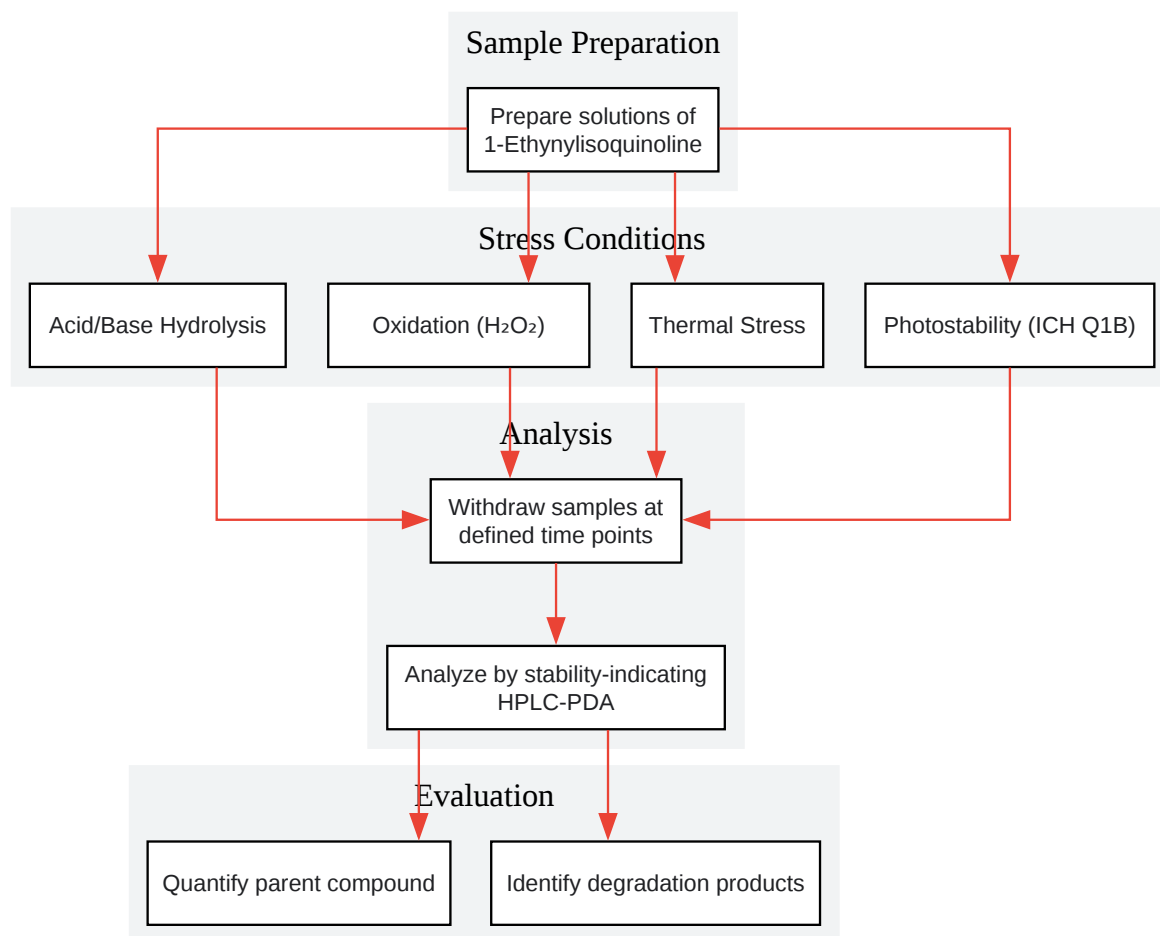 Sample Preparation
Prepare solutions of
1-Ethynylisoquinoline
Stress Conditions
Acid/Base Hydrolysis
Oxidation (H₂O₂)
Thermal Stress
Photostability (ICH Q1B)
Analysis
Withdraw samples at
defined time points
Analyze by stability-indicating
HPLC-PDA
Evaluation
Quantify parent compound
Identify degradation products